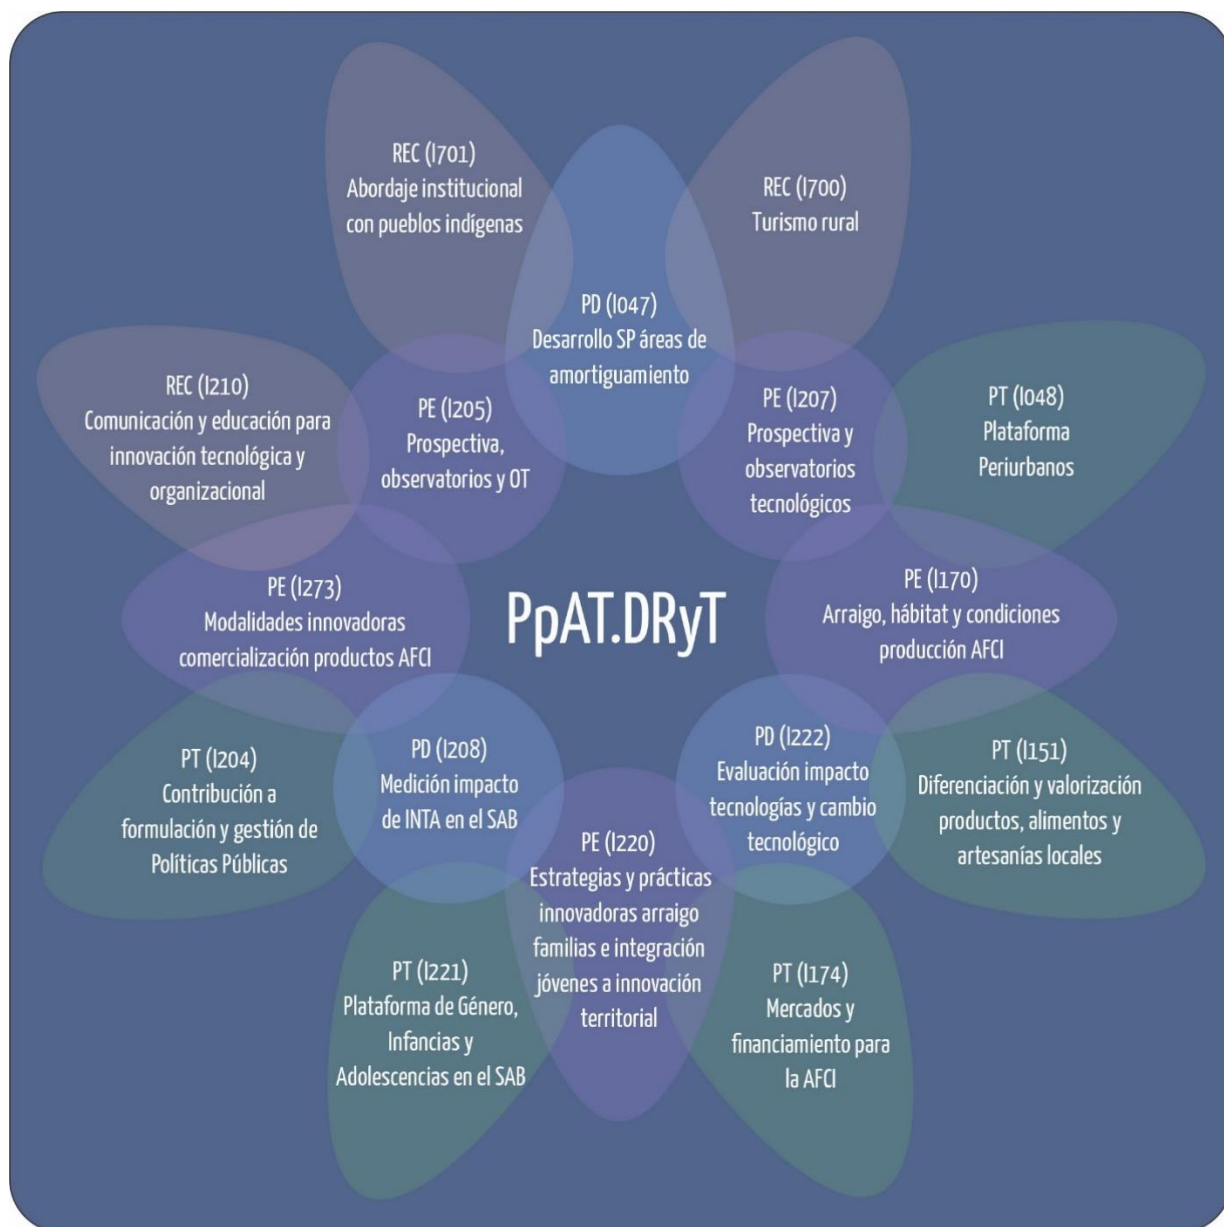 REC (I701)
Abordaje institucional
con pueblos indígenas
REC (I700)
Turismo rural
PD (I047)
Desarrollo SP áreas de
amortiguamiento
REC (I210)
Comunicación y educación para
innovación tecnológica y
organizacional
PE (I205)
Prospectiva,
observatorios y OT
PE (I207)
Prospectiva y
observatorios
tecnológicos
PT (I048)
Plataforma
Periurbanos
PE (I273)
Modalidades innovadoras
comercialización productos AFCI
PpAT.DRyT
PE (I170)
Arraigo, hábitat y condiciones
producción AFCI
PT (I204)
Contribución a
formulación y gestión de
Políticas Públicas
PD (I208)
Medición impacto
de INTA en el SAB
PD (I222)
Evaluación impacto
tecnologías y cambio
tecnológico
PT (I151)
Diferenciación y valorización
productos, alimentos y
artesanías locales
PE (I220)
Estrategias y prácticas
innovadoras arraigo
familias e integración
jóvenes a innovación
territorial
PT (I221)
Plataforma de Género,
Infancias y
Adolescencias en el SAB
PT (I174)
Mercados y
financiamiento para
la AFCI